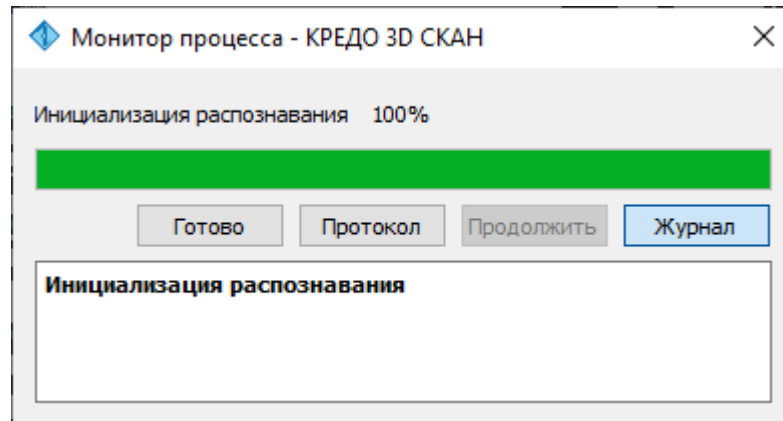 Монитор процесса - КРЕДО 3D СКАН
Инициализация распознавания 100%
Готово Протокол Продолжить Журнал
Инициализация распознавания